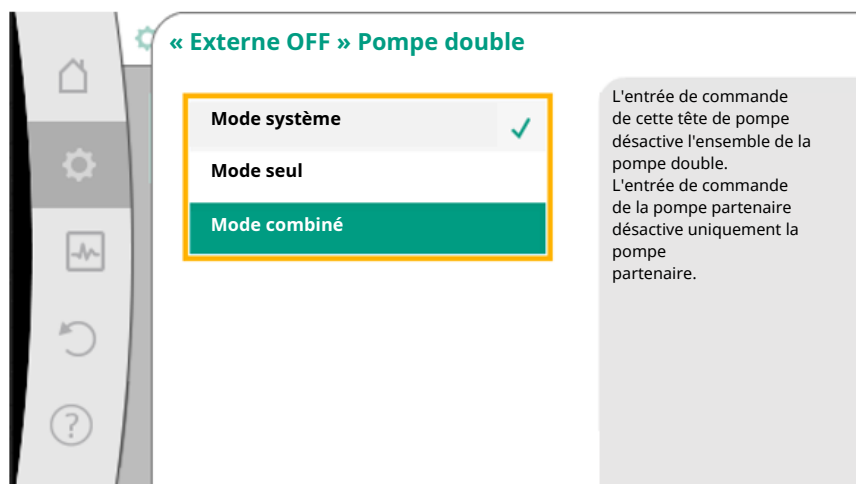 « Externe OFF » Pompe double
Mode système
Mode seul
Mode combiné
L'entrée de commande
de cette tête de pompe
désactive l'ensemble de la
pompe double.
L'entrée de commande
de la pompe partenaire
désactive uniquement la
pompe
partenaire.
?